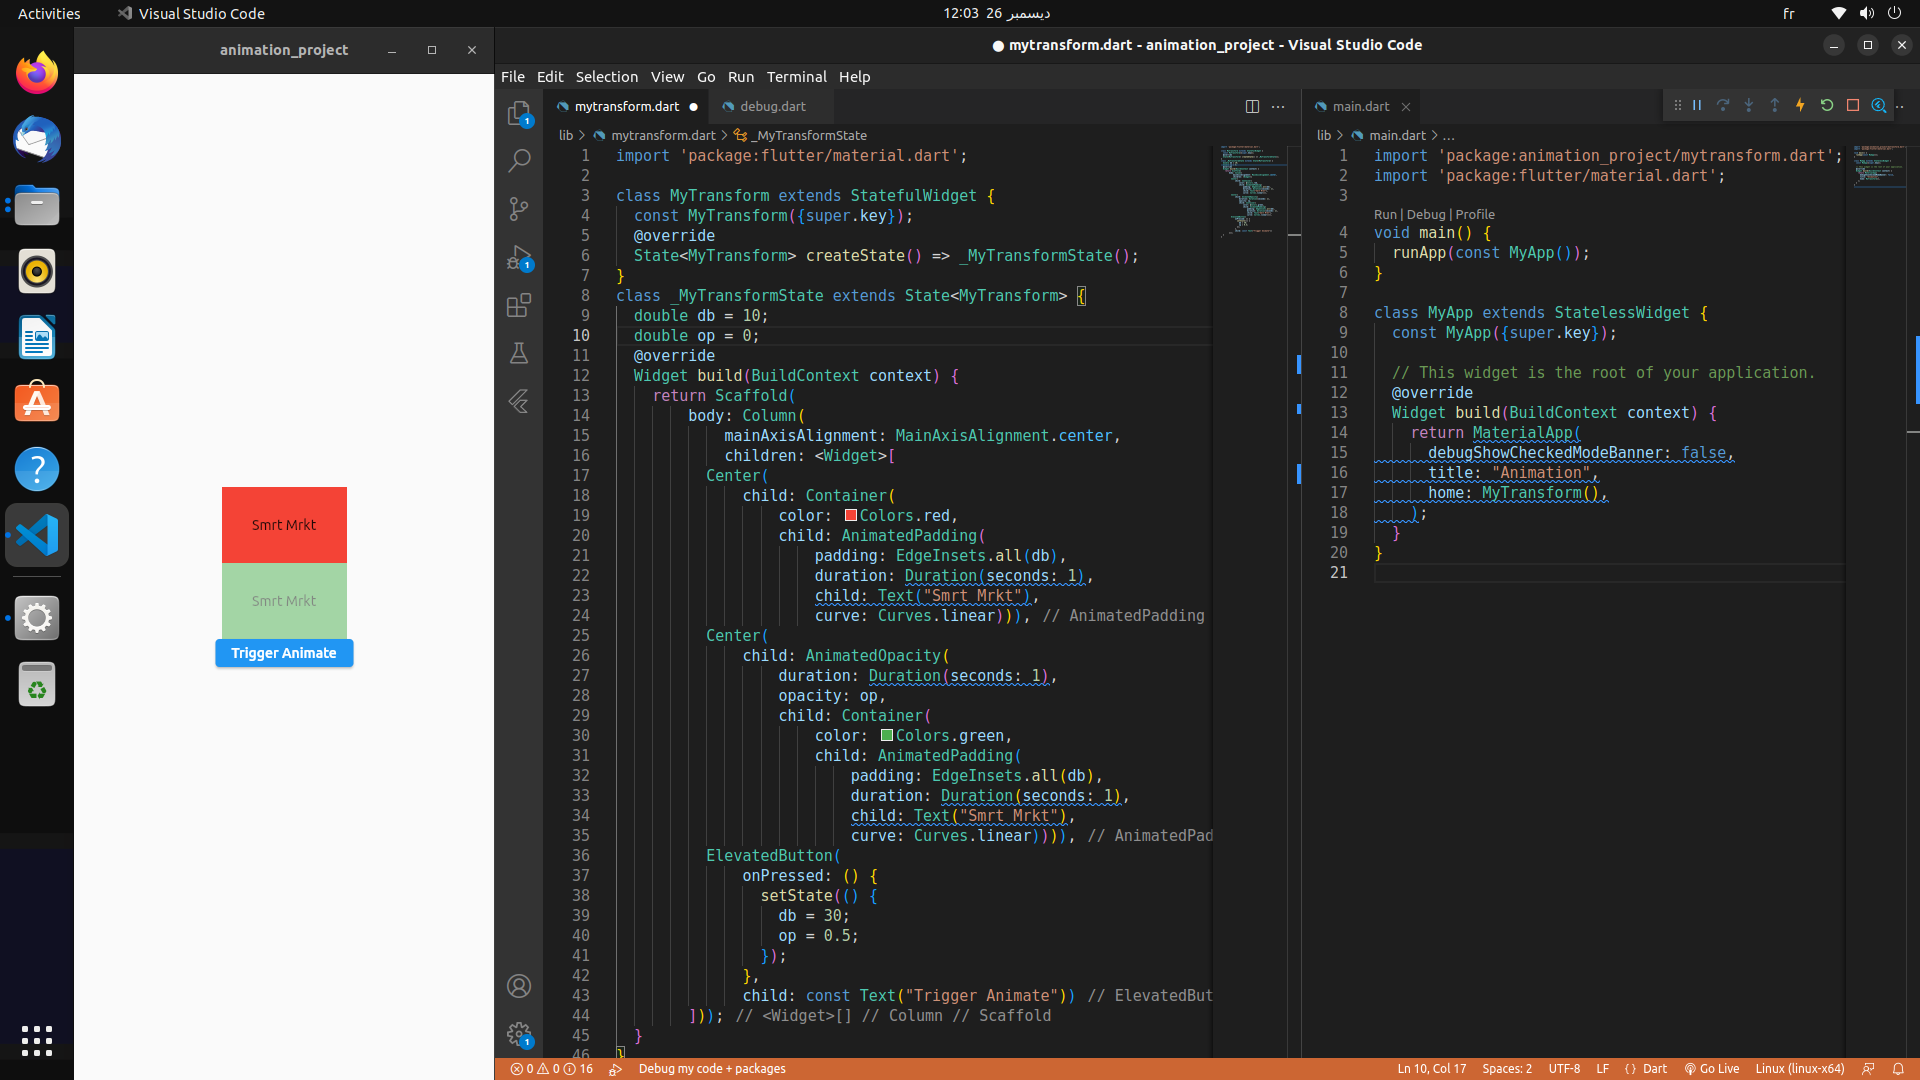 Activities
Visual Studio Code
12:03 26 ديسمبر
fr
animation_project
mytransform.dart - animation_project - Visual Studio Code
File Edit Selection View Go Run Terminal Help
mytransform.dart
debug.dart
lib > mytransform.dart > _MyTransformState
1 import 'package:flutter/material.dart';
2
3 class MyTransform extends StatefulWidget {
4 const MyTransform({super.key});
5 @override
6 State<MyTransform> createState() => _MyTransformState();
7 }
8 class _MyTransformState extends State<MyTransform> {
9 double db = 10;
10 double op = 0;
11 @override
12 Widget build(BuildContext context) {
13 return Scaffold(
14 body: Column(
15 mainAxisAlignment: MainAxisAlignment.center,
16 children: <Widget>[
17 Center(
18 child: Container(
19 color: Colors.red,
20 child: AnimatedPadding(
21 padding: EdgeInsets.all(db),
22 duration: Duration(seconds: 1),
23 child: Text("Smrt Mrkt"),
24 curve: Curves.linear))), // AnimatedPadding
25 Center(
26 child: AnimatedOpacity(
27 duration: Duration(seconds: 1),
28 opacity: op,
29 child: Container(
30 color: Colors.green,
31 child: AnimatedPadding(
32 padding: EdgeInsets.all(db),
33 duration: Duration(seconds: 1),
34 child: Text("Smrt Mrkt"),
35 curve: Curves.linear)))), // AnimatedPad
36 ElevatedButton(
37 onPressed: () {
38 setState(() {
39 db = 30;
40 op = 0.5;
41 });
42 },
43 child: const Text("Trigger Animate")) // ElevatedBut
44 ])); // <Widget>[] // Column // Scaffold
45 }
46 }
main.dart
lib > main.dart > ...
1 import 'package:animation_project/mytransform.dart';
2 import 'package:flutter/material.dart';
3
Run | Debug | Profile
4 void main() {
5 runApp(const MyApp());
6 }
7
8 class MyApp extends StatelessWidget {
9 const MyApp({super.key});
10
11 // This widget is the root of your application.
12 @override
13 Widget build(BuildContext context) {
14 return MaterialApp(
15 debugShowCheckedModeBanner: false,
16 title: "Animation",
17 home: MyTransform(),
18 );
19 }
20 }
21
Smrt Mrkt
Smrt Mrkt
Trigger Animate
1
1
1
0 0 16 Debug my code + packages
Ln 10, Col 17 Spaces: 2 UTF-8 LF {} Dart Go Live Linux (linux-x64)